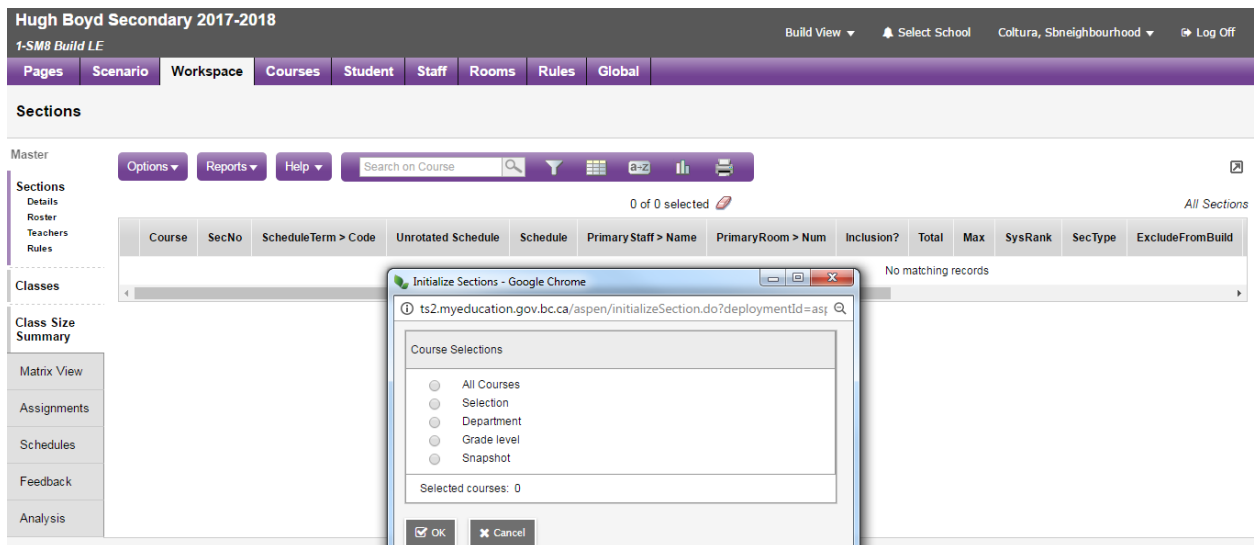 Hugh Boyd Secondary 2017-2018
1-SM8 Build LE
Build View Select School Coltura, Sbneighbourhood Log Off
Pages Scenario Workspace Courses Student Staff Rooms Rules Global
Sections
Master
Sections
Details
Roster
Teachers
Rules
Classes
Class Size
Summary
Matrix View
Assignments
Schedules
Feedback
Analysis
Options Reports Help Search on Course a-z
0 of 0 selected All Sections
Course SecNo ScheduleTerm > Code Unrotated Schedule Schedule PrimaryStaff > Name PrimaryRoom > Num Inclusion? Total Max SysRank SecType ExcludeFromBuild
No matching records
Initialize Sections - Google Chrome
ts2.myeducation.gov.bc.ca/aspen/initializeSection.do?deploymentId=asp
Course Selections
All Courses
Selection
Department
Grade level
Snapshot
Selected courses: 0
OK Cancel